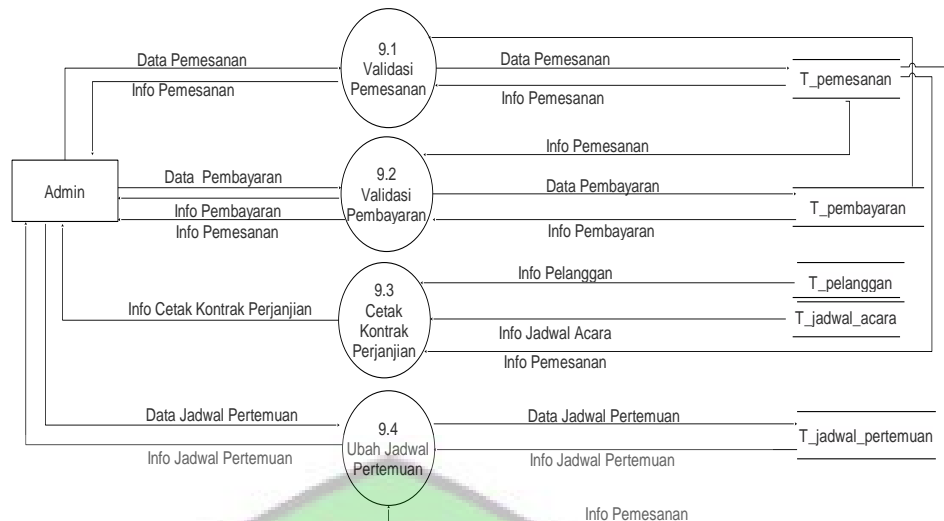 9.1
Validasi
Pemesanan
Data Pemesanan
Info Pemesanan
Data Pemesanan
Info Pemesanan
T_pemesanan
Info Pemesanan
Admin
Data Pembayaran
Info Pembayaran
Info Pemesanan
9.2
Validasi
Pembayaran
Data Pembayaran
Info Pembayaran
T_pembayaran
Info Pelanggan
T_pelanggan
Info Cetak Kontrak Perjanjian
9.3
Cetak
Kontrak
Perjanjian
Info Jadwal Acara
T_jadwal_acara
Info Pemesanan
Data Jadwal Pertemuan
Info Jadwal Pertemuan
9.4
Ubah Jadwal
Pertemuan
Data Jadwal Pertemuan
Info Jadwal Pertemuan
T_jadwal_pertemuan
Info Pemesanan